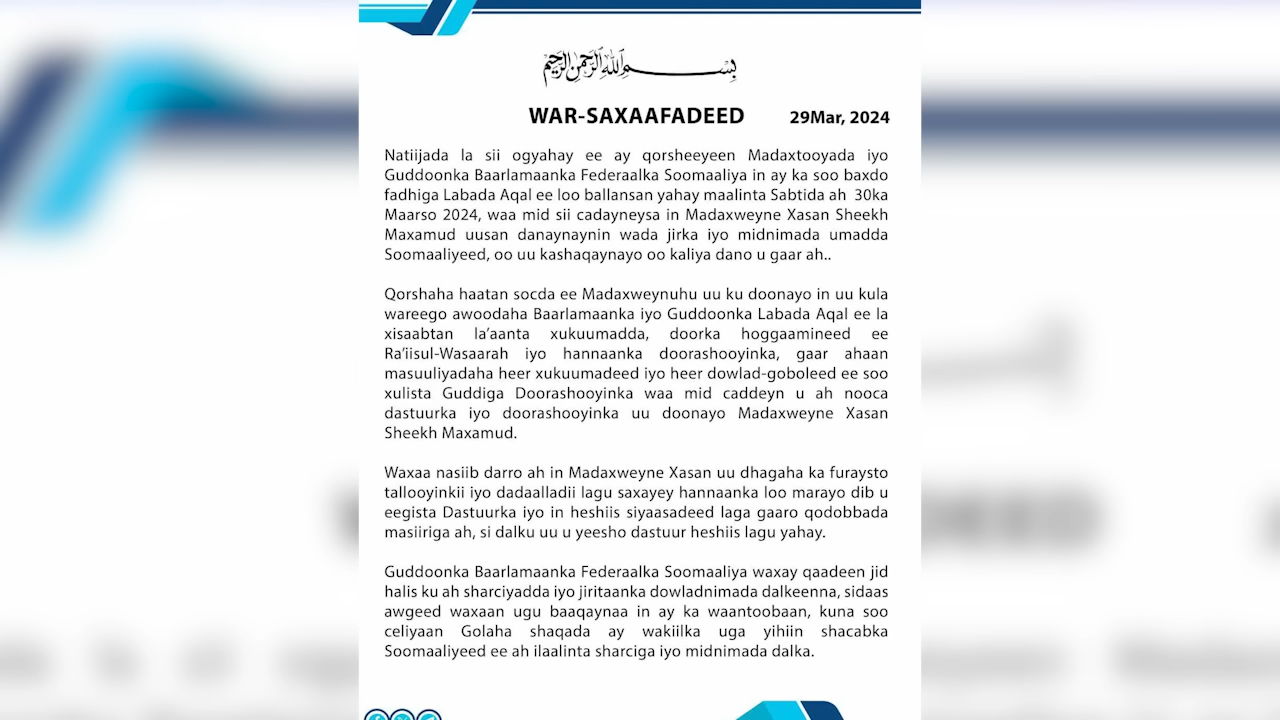 بسم الله الرحمن الرحيم
WAR-SAXAAFADEED 29Mar, 2024
Natiijada la sii ogyahay ee ay qorsheeyeen Madaxtooyada iyo
Guddoonka Baarlamaanka Federaalka Soomaaliya in ay ka soo baxdo
fadhiga Labada Aqal ee loo ballansan yahay maalinta Sabtida ah 30ka
Maarso 2024, waa mid sii cadayneysa in Madaxweyne Xasan Sheekh
Maxamud uusan danaynaynin wada jirka iyo midnimada umadda
Soomaaliyeed, oo uu kashaqaynayo oo kaliya dano u gaar ah..
Qorshaha haatan socda ee Madaxweynuhu uu ku doonayo in uu kula
wareego awoodaha Baarlamaanka iyo Guddoonka Labada Aqal ee la
xisaabtan la’aanta xukuumadda, doorka hoggaamineed ee
Ra’iisul-Wasaarah iyo hannaanka doorashooyinka, gaar ahaan
masuuliyadaha heer xukuumadeed iyo heer dowlad-goboleed ee soo
xulista Guddiga Doorashooyinka waa mid caddeyn u ah nooca
dastuurka iyo doorashooyinka uu doonayo Madaxweyne Xasan
Sheekh Maxamud.
Waxaa nasiib darro ah in Madaxweyne Xasan uu dhagaha ka furaysto
tallooyinkii iyo dadaalladii lagu saxayey hannaanka loo marayo dib u
eegista Dastuurka iyo in heshiis siyaasadeed laga gaaro qodobbada
masiiriga ah, si dalku uu u yeesho dastuur heshiis lagu yahay.
Guddoonka Baarlamaanka Federaalka Soomaaliya waxay qaadeen jid
halis ku ah sharciyadda iyo jiritaanka dowladnimada dalkeenna, sidaas
awgeed waxaan ugu baaqaynaa in ay ka waantoobaan, kuna soo
celiyaan Golaha shaqada ay wakiilka uga yihiin shacabka
Soomaaliyeed ee ah ilaalinta sharciga iyo midnimada dalka.